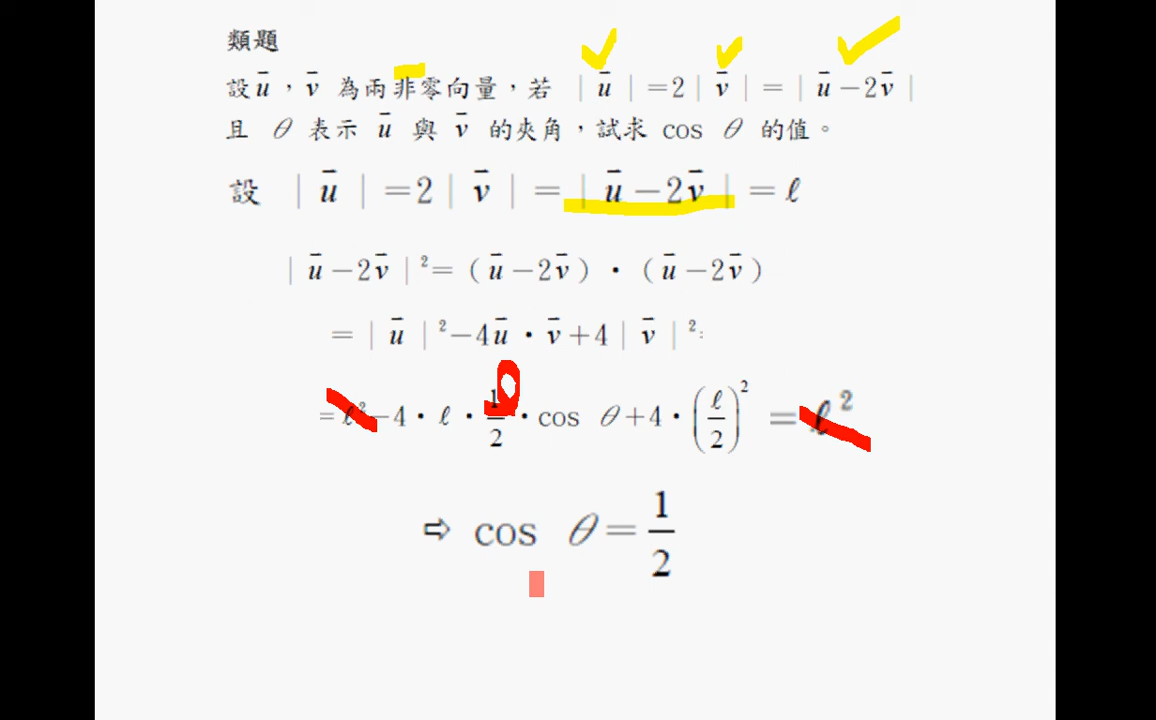 類題
設u̅，v̅ 為兩非零向量，若 | u̅ | =2 | v̅ | = | u̅ −2v̅ |
且 θ 表示 u̅ 與 v̅ 的夾角，試求 cos θ 的值。
設 | u̅ | =2 | v̅ | = | u̅ −2v̅ | = ℓ
| u̅ −2v̅ | ²= ( u̅ −2v̅ ) · ( u̅ −2v̅ )
= | u̅ | ²−4u̅ · v̅ +4 | v̅ | ²
= ℓ²−4 · ℓ · 1/2 · cos θ+4 · (ℓ/2)² = ℓ²
⇨ cos θ= 1/2